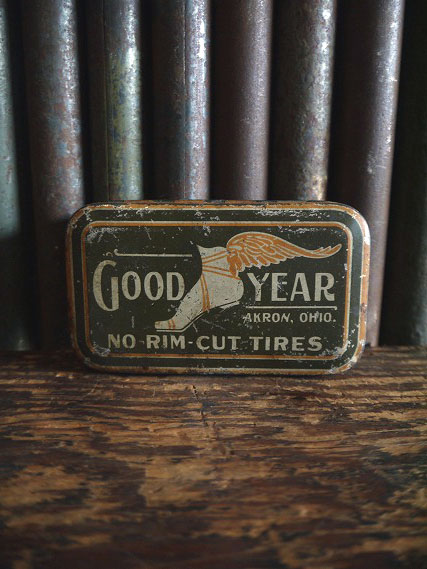 GOOD YEAR
AKRON, OHIO.
NO-RIM-CUT TIRES